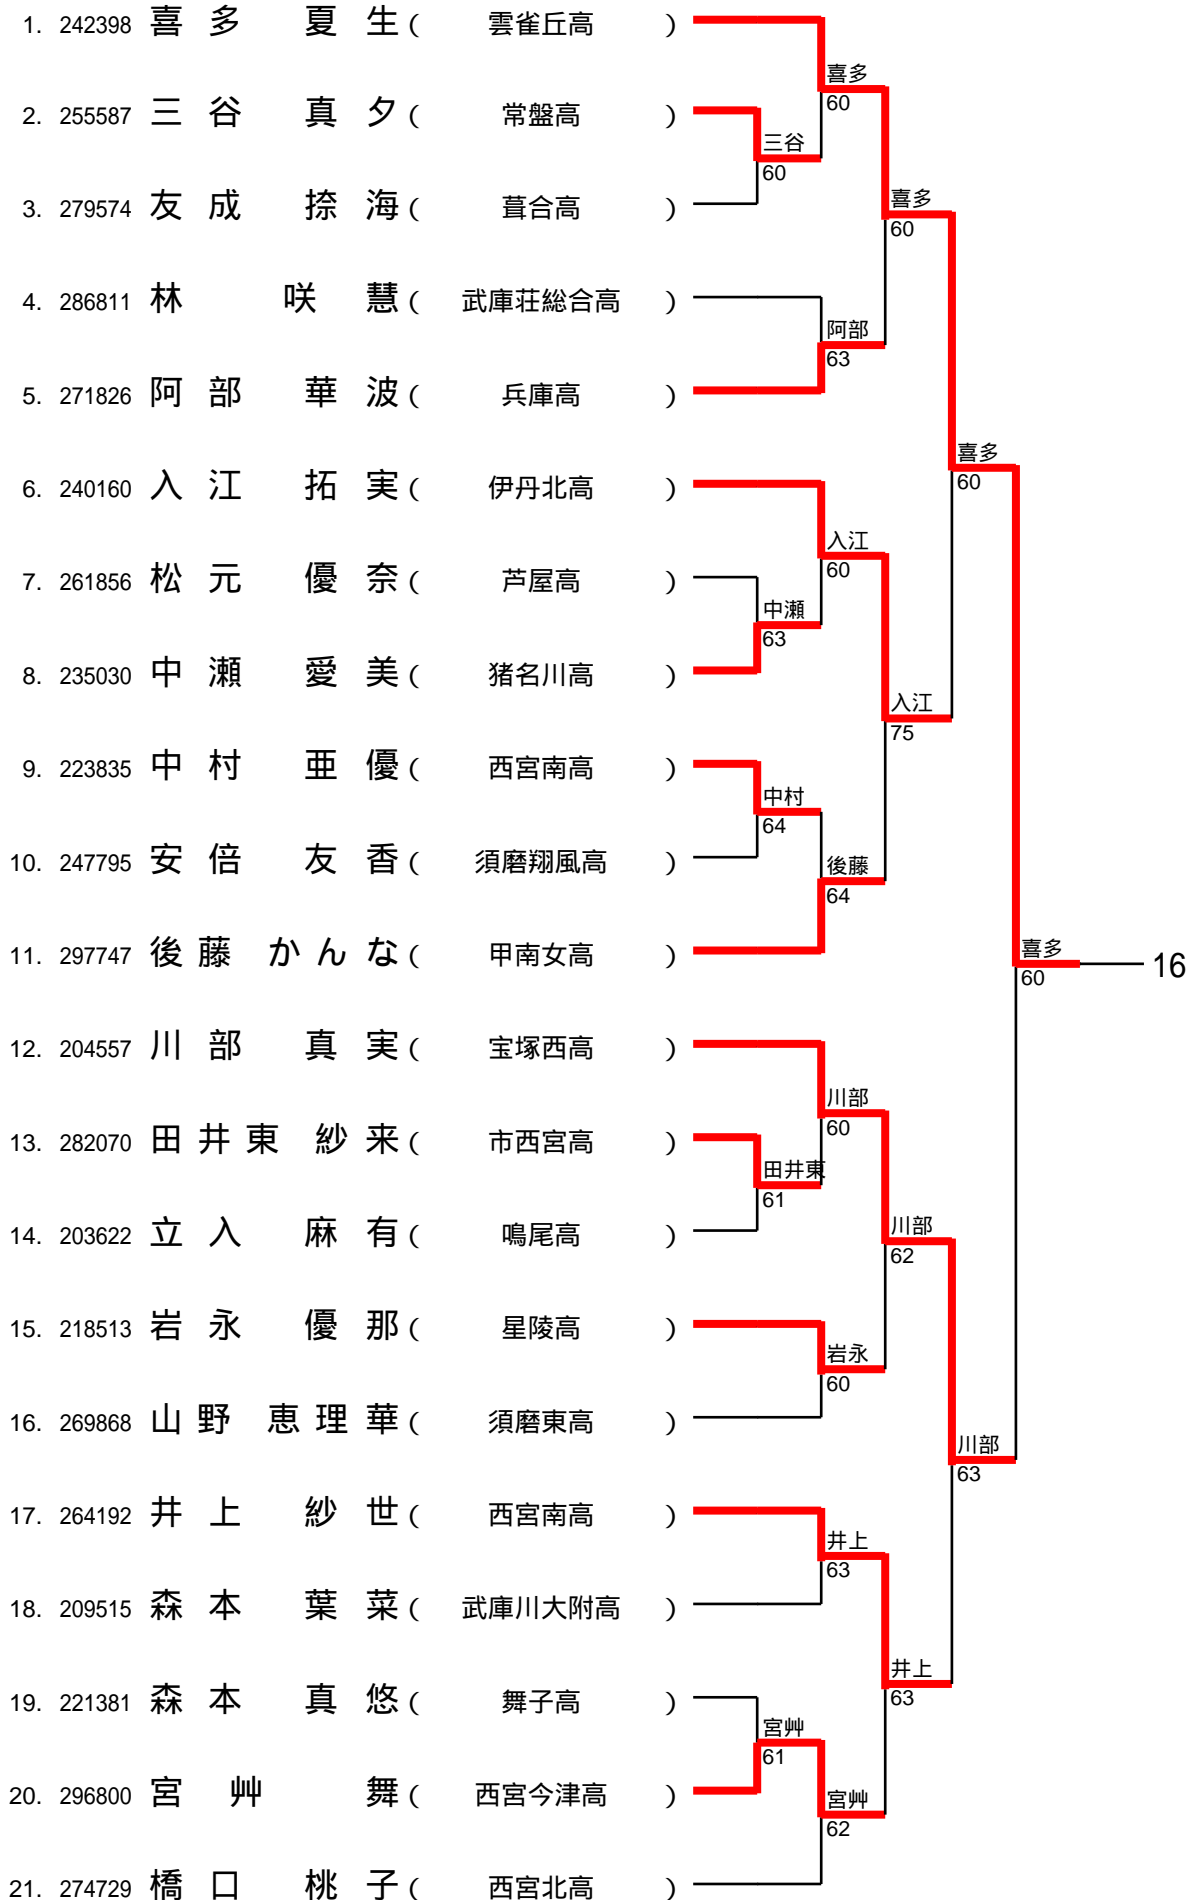 1. 242398 喜多 夏生 ( 雲雀丘高 )
喜多
60
2. 255587 三谷 真夕 ( 常盤高 )
三谷
60
3. 279574 友成 捺海 ( 葺合高 )
喜多
60
4. 286811 林 咲慧 ( 武庫荘総合高 )
阿部
63
5. 271826 阿部 華波 ( 兵庫高 )
喜多
60
6. 240160 入江 拓実 ( 伊丹北高 )
入江
60
7. 261856 松元 優奈 ( 芦屋高 )
中瀬
63
8. 235030 中瀬 愛美 ( 猪名川高 )
入江
75
9. 223835 中村 亜優 ( 西宮南高 )
中村
64
10. 247795 安倍 友香 ( 須磨翔風高 )
後藤
64
11. 297747 後藤 かんな ( 甲南女高 )
喜多
60
16
12. 204557 川部 真実 ( 宝塚西高 )
川部
60
13. 282070 田井東 紗来 ( 市西宮高 )
田井東
61
14. 203622 立入 麻有 ( 鳴尾高 )
川部
62
15. 218513 岩永 優那 ( 星陵高 )
岩永
60
16. 269868 山野 恵理華 ( 須磨東高 )
川部
63
17. 264192 井上 紗世 ( 西宮南高 )
井上
63
18. 209515 森本 葉菜 ( 武庫川大附高 )
井上
63
19. 221381 森本 真悠 ( 舞子高 )
宮艸
61
20. 296800 宮艸 舞 ( 西宮今津高 )
宮艸
62
21. 274729 橋口 桃子 ( 西宮北高 )